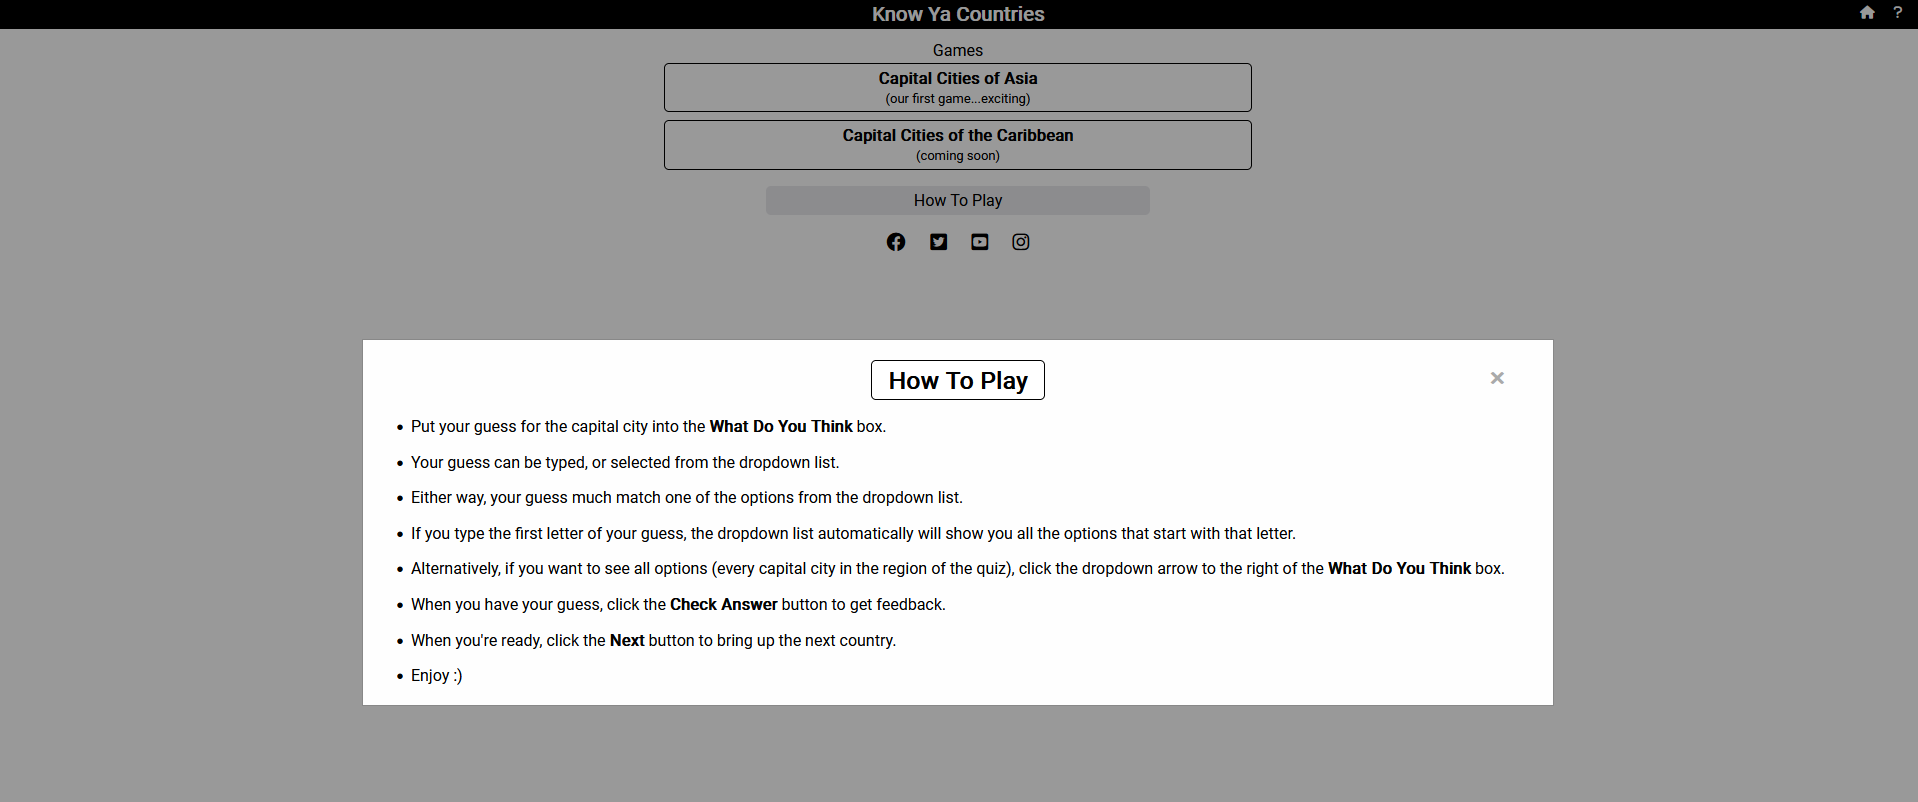 Know Ya Countries
?
Games
Capital Cities of Asia
(our first game...exciting)
Capital Cities of the Caribbean
(coming soon)
How To Play
How To Play
×
• Put your guess for the capital city into the What Do You Think box.
• Your guess can be typed, or selected from the dropdown list.
• Either way, your guess much match one of the options from the dropdown list.
• If you type the first letter of your guess, the dropdown list automatically will show you all the options that start with that letter.
• Alternatively, if you want to see all options (every capital city in the region of the quiz), click the dropdown arrow to the right of the What Do You Think box.
• When you have your guess, click the Check Answer button to get feedback.
• When you're ready, click the Next button to bring up the next country.
• Enjoy :)